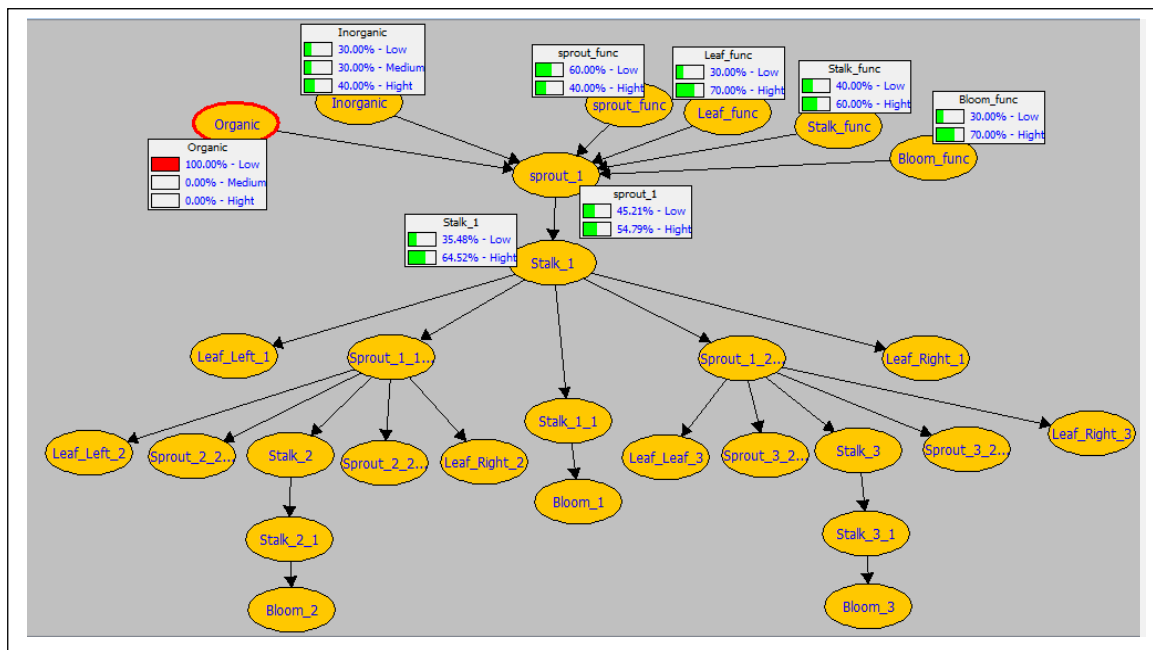 Inorganic
30.00% - Low
30.00% - Medium
40.00% - Hight
Inorganic
sprout_func
60.00% - Low
40.00% - Hight
sprout_func
Leaf_func
30.00% - Low
70.00% - Hight
Leaf_func
Stalk_func
40.00% - Low
60.00% - Hight
Stalk_func
Bloom_func
30.00% - Low
70.00% - Hight
Bloom_func
Organic
Organic
100.00% - Low
0.00% - Medium
0.00% - Hight
sprout_1
sprout_1
45.21% - Low
54.79% - Hight
Stalk_1
35.48% - Low
64.52% - Hight
Stalk_1
Leaf_Left_1
Sprout_1_1...
Sprout_1_2...
Leaf_Right_1
Stalk_1_1
Leaf_Left_2
Sprout_2_2...
Stalk_2
Sprout_2_2...
Leaf_Right_2
Leaf_Leaf_3
Sprout_3_2...
Stalk_3
Sprout_3_2...
Leaf_Right_3
Bloom_1
Stalk_2_1
Stalk_3_1
Bloom_2
Bloom_3